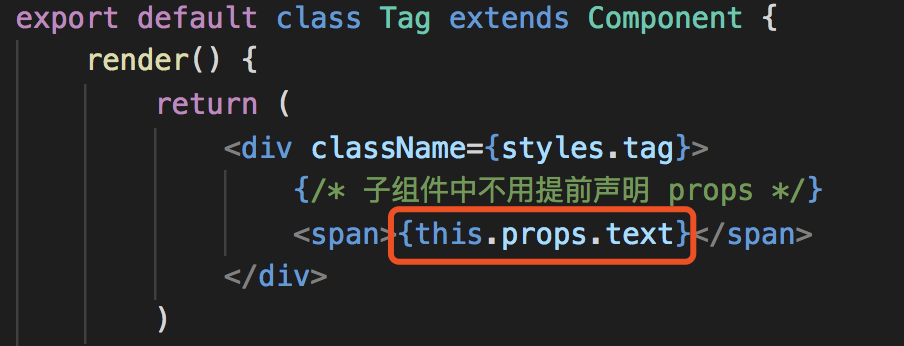 export default class Tag extends Component {
render() {
return (
<div className={styles.tag}>
{/* 子组件中不用提前声明 props */}
<span>{this.props.text}</span>
</div>
)